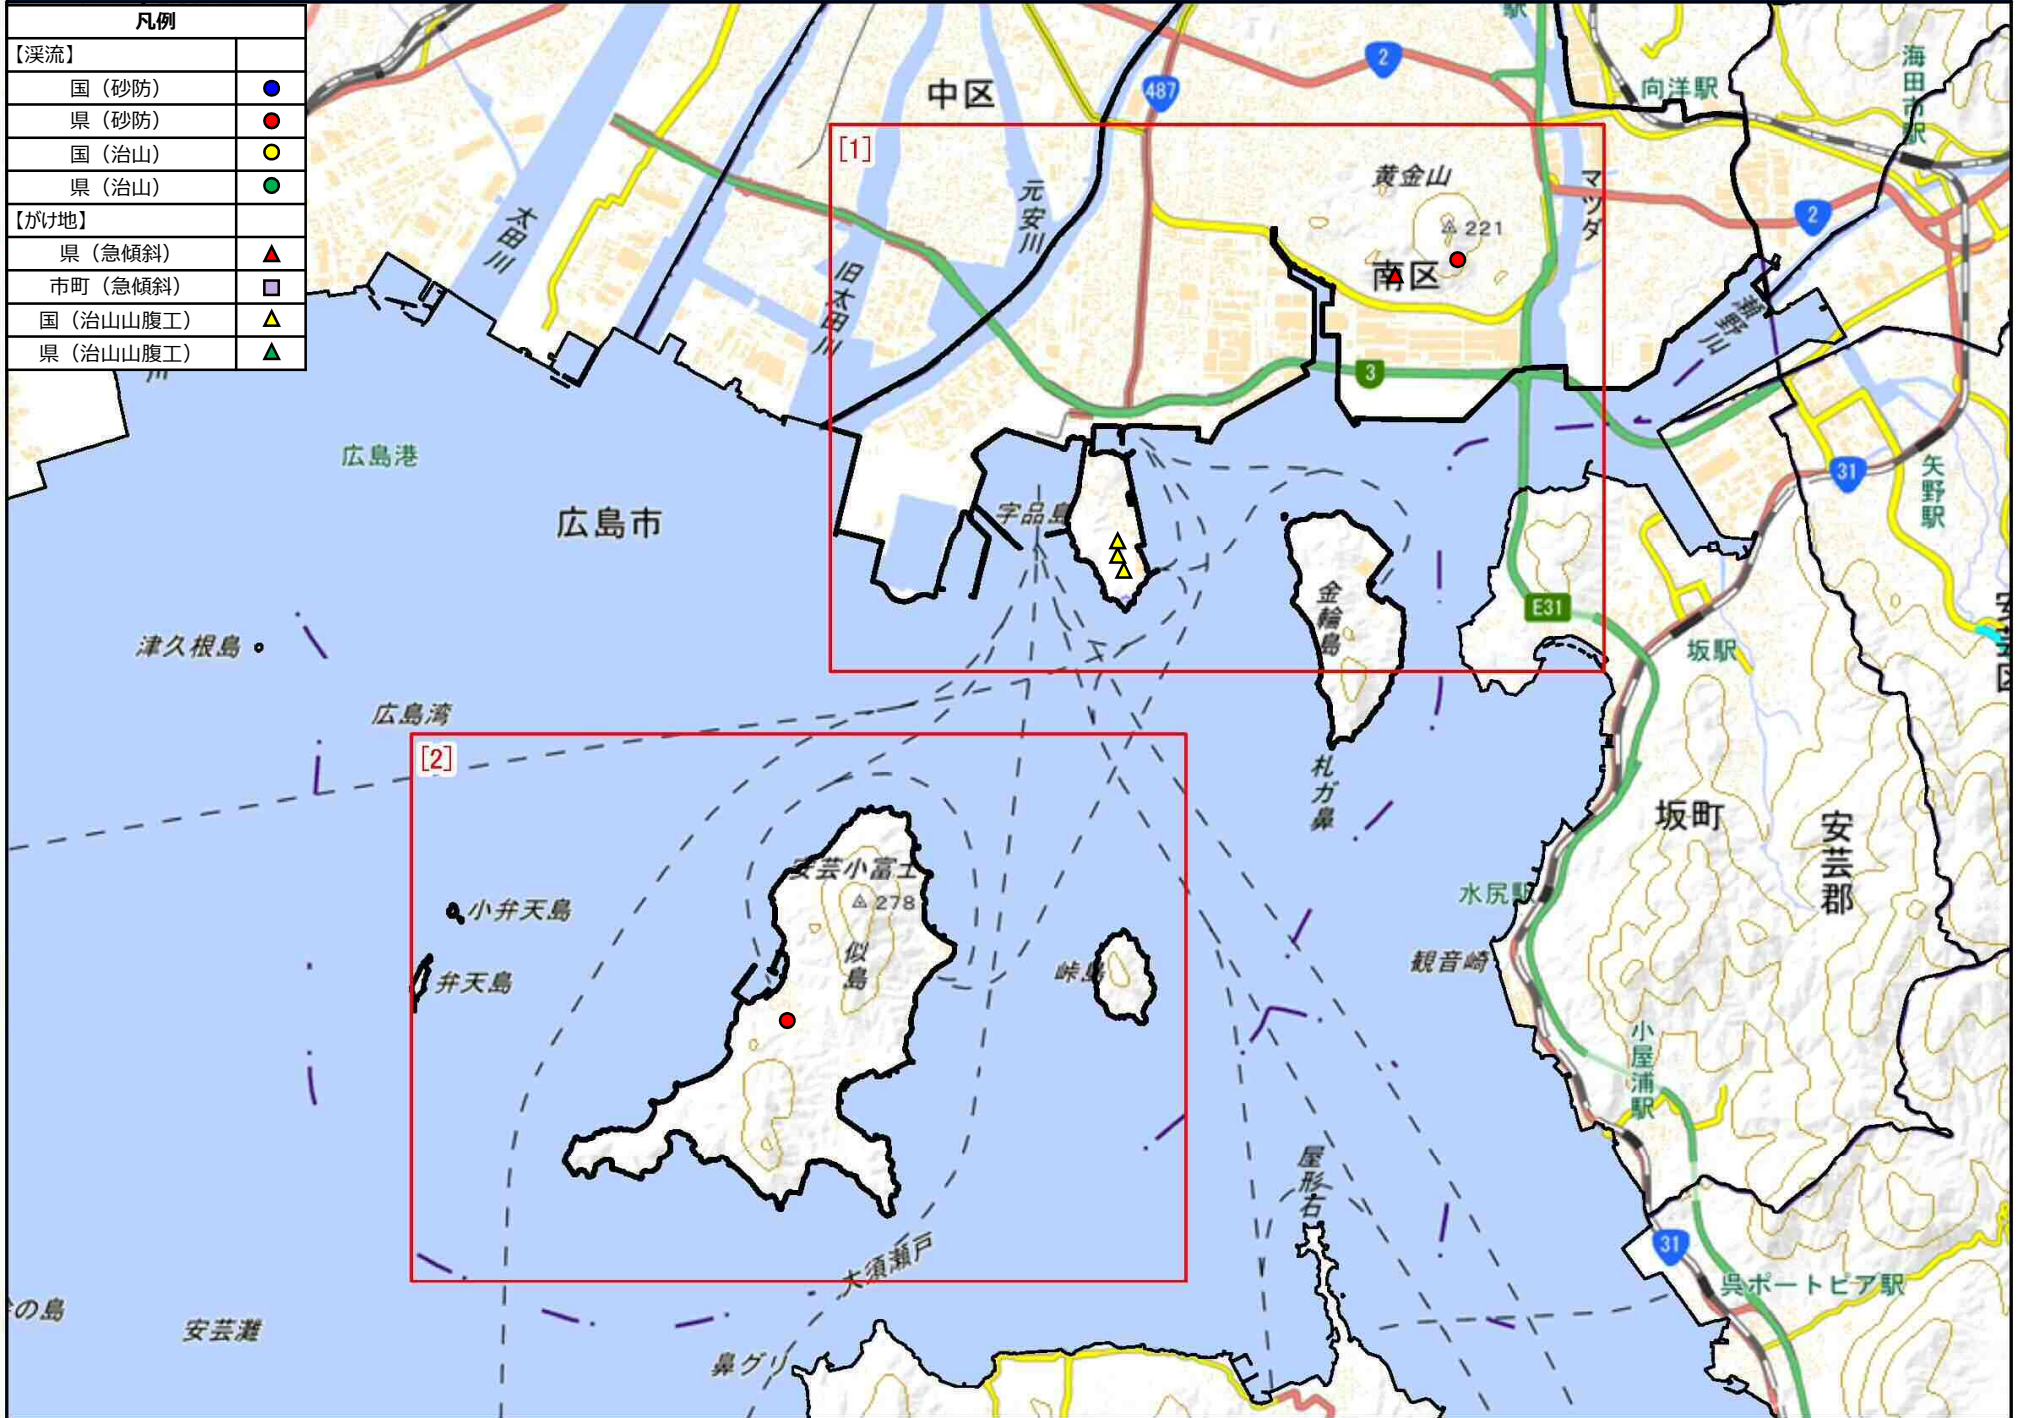 凡例
【渓流】
国（砂防）
県（砂防）
国（治山）
県（治山）
【がけ地】
県（急傾斜）
市町（急傾斜）
国（治山山腹工）
県（治山山腹工）
川
駅
2
中区
487
向洋駅
海田市駅
[1]
黄金山
221
マツダ
2
元安川
太田川
旧太田川
南区
瀬野川
3
広島港
広島市
宇品島
31
矢野駅
金輪島
E31
坂駅
安芸区
津久根島
広島湾
[2]
札ガ鼻
坂町
安芸郡
安芸小富士
278
水尻駅
小弁天島
弁天島
似島
峠島
観音崎
小屋浦駅
屋形石
大須瀬戸
31
呉ポートピア駅
の島
安芸灘
鼻グリ